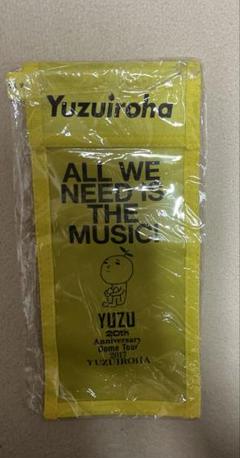 Yuzuiroha
ALL WE
NEED IS
THE
MUSIC!
YUZU
20th
Anniversary
Dome Tour
2017
YUZUIROHA